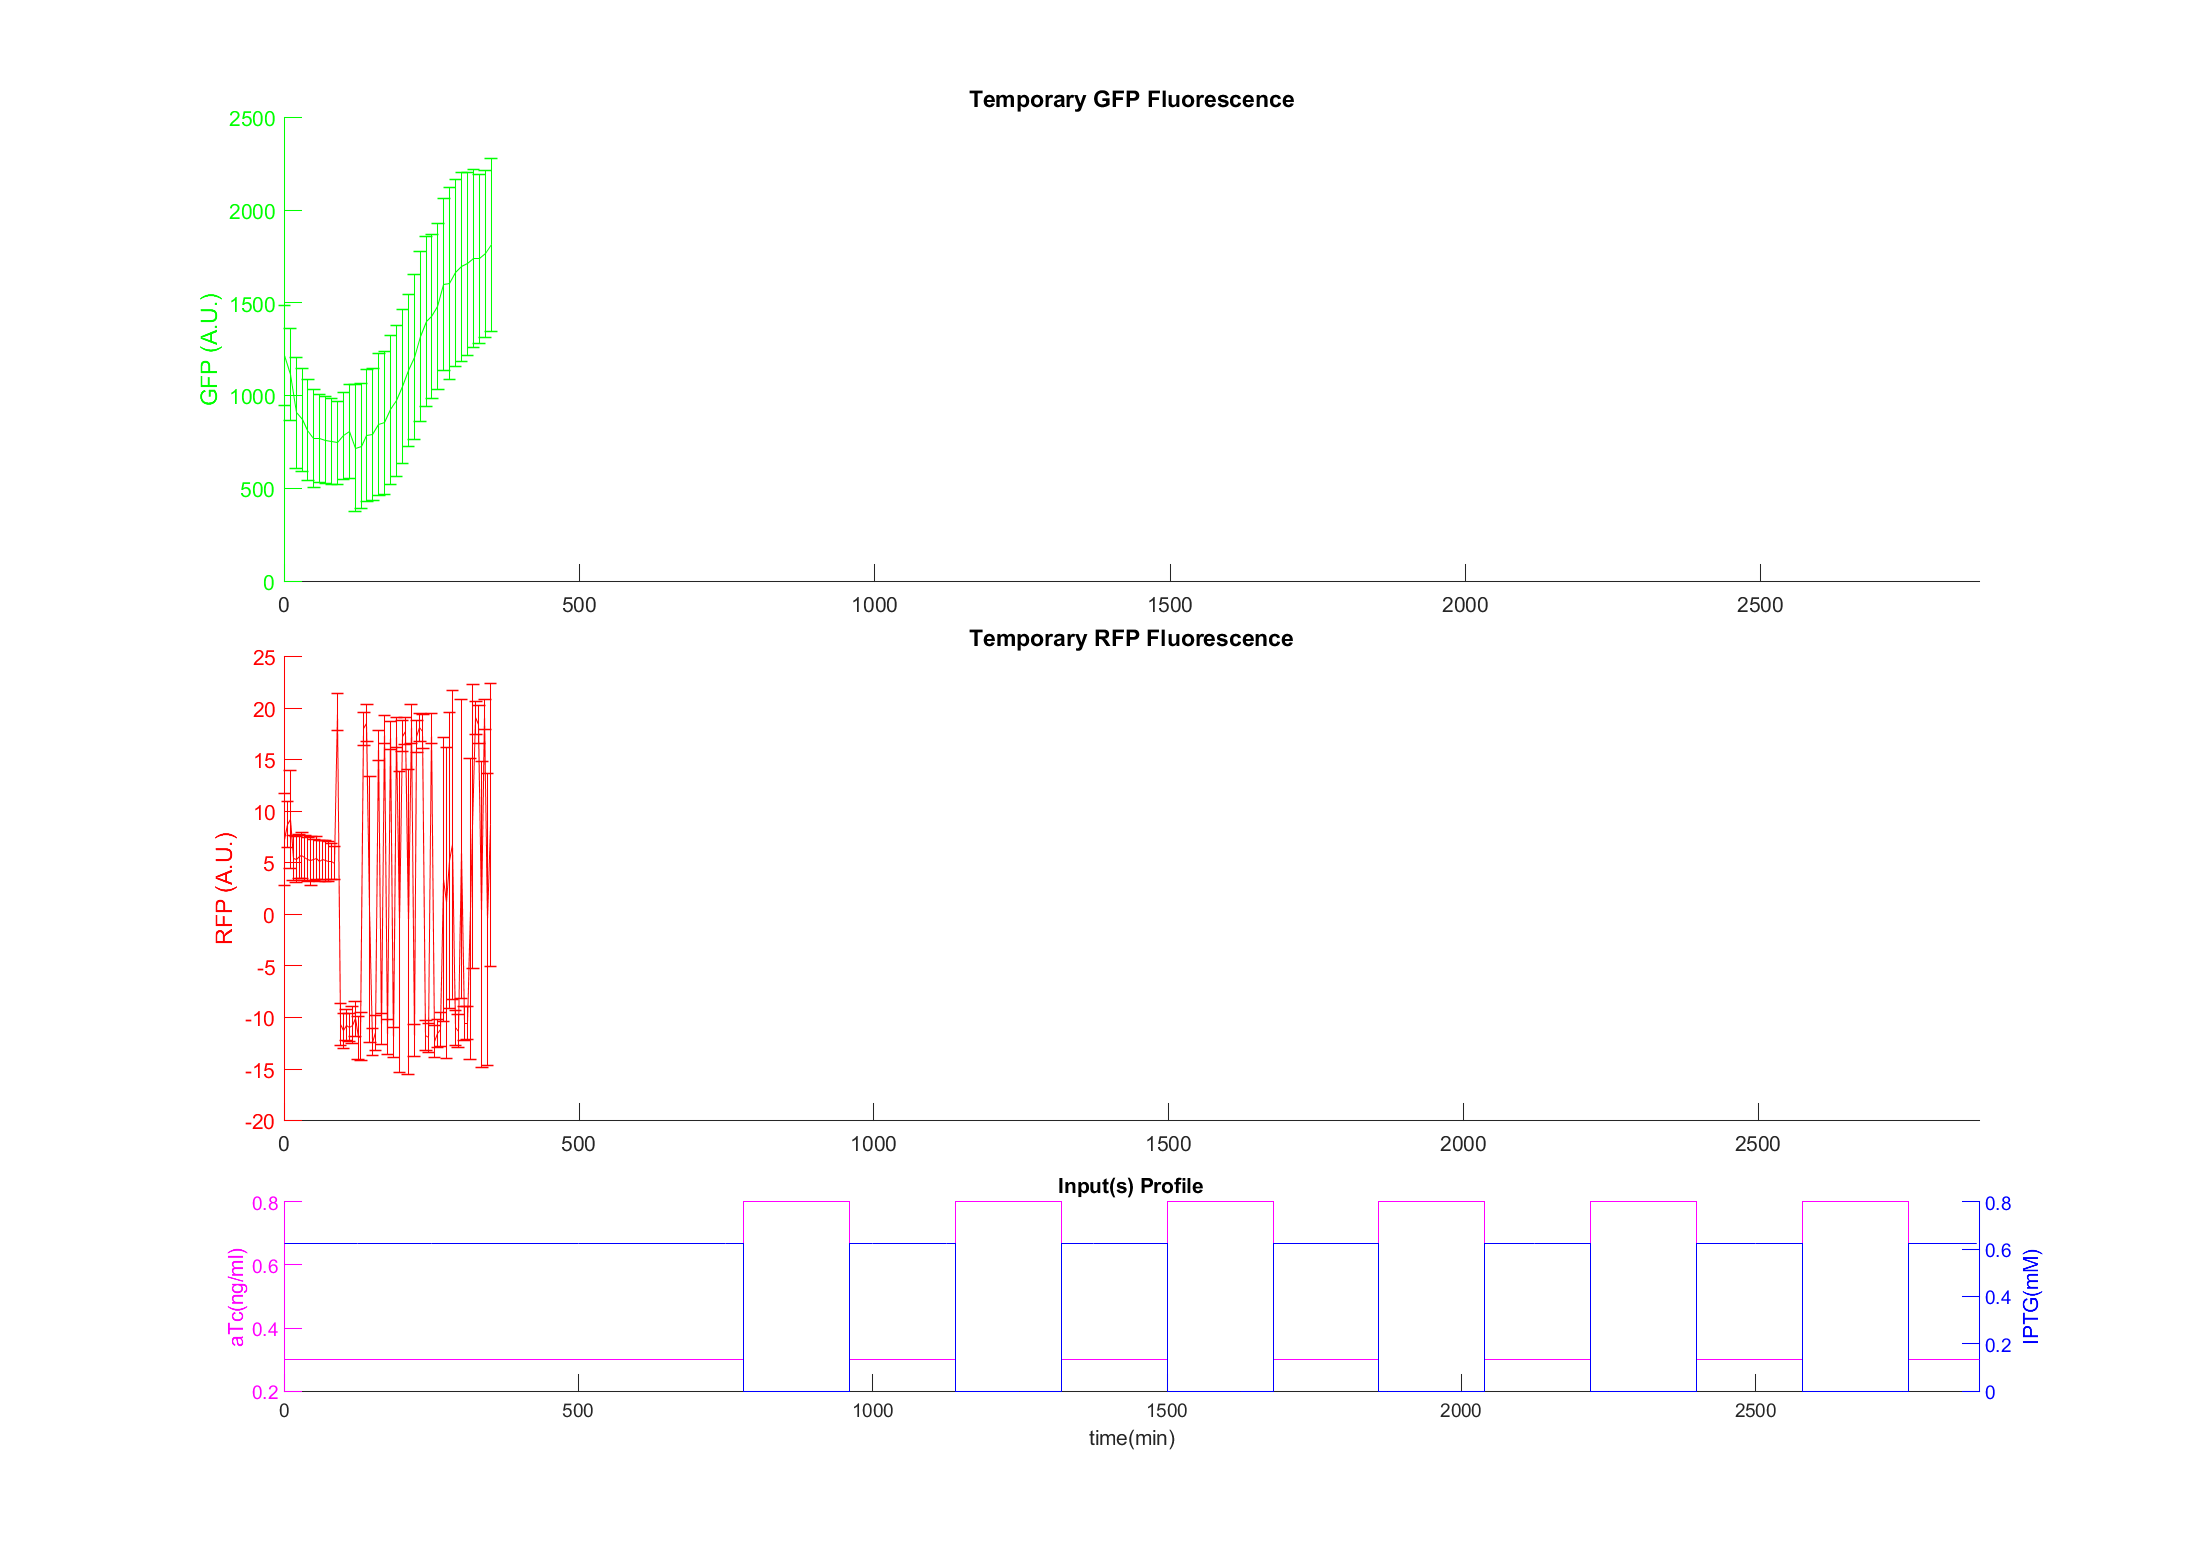 Temporary GFP Fluorescence
2500
2000
1500
1000
500
0
GFP (A.U.)
0 500 1000 1500 2000 2500
Temporary RFP Fluorescence
25
20
15
10
5
0
-5
-10
-15
-20
RFP (A.U.)
0 500 1000 1500 2000 2500
Input(s) Profile
0.8
0.6
0.4
0.2
aTc(ng/ml)
0.8
0.6
0.4
0.2
0
IPTG(mM)
0 500 1000 1500 2000 2500
time(min)